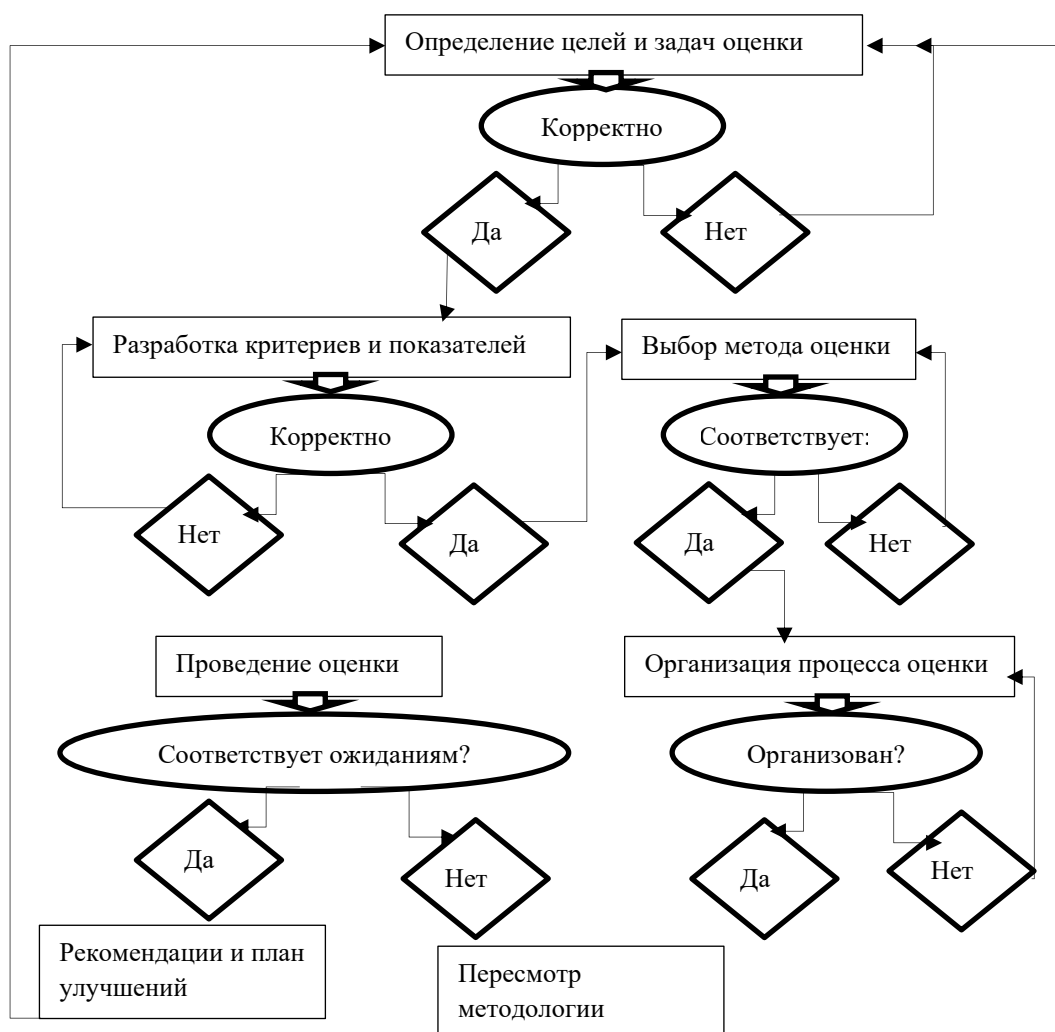 Определение целей и задач оценки
Корректно
Да
Нет
Разработка критериев и показателей
Выбор метода оценки
Корректно
Соответствует:
Нет
Да
Да
Нет
Проведение оценки
Организация процесса оценки
Соответствует ожиданиям?
Организован?
Да
Нет
Да
Нет
Рекомендации и план
улучшений
Пересмотр
методологии